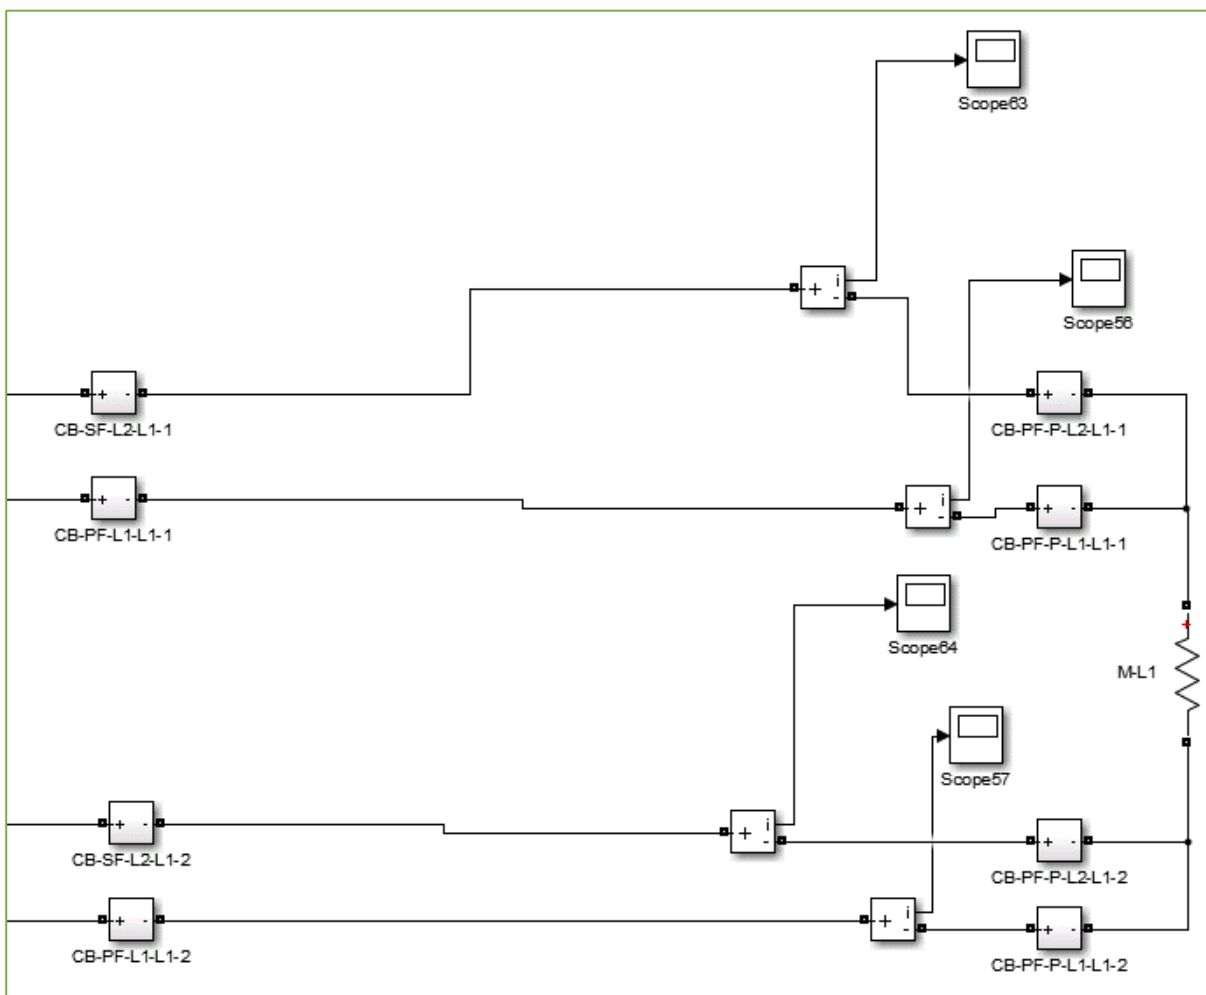 Scope63
Scope56
CB-SF-L2-L1-1
CB-PF-P-L2-L1-1
CB-PF-L1-L1-1
CB-PF-P-L1-L1-1
Scope64
M-L1
Scope57
CB-SF-L2-L1-2
CB-PF-P-L2-L1-2
CB-PF-L1-L1-2
CB-PF-P-L1-L1-2